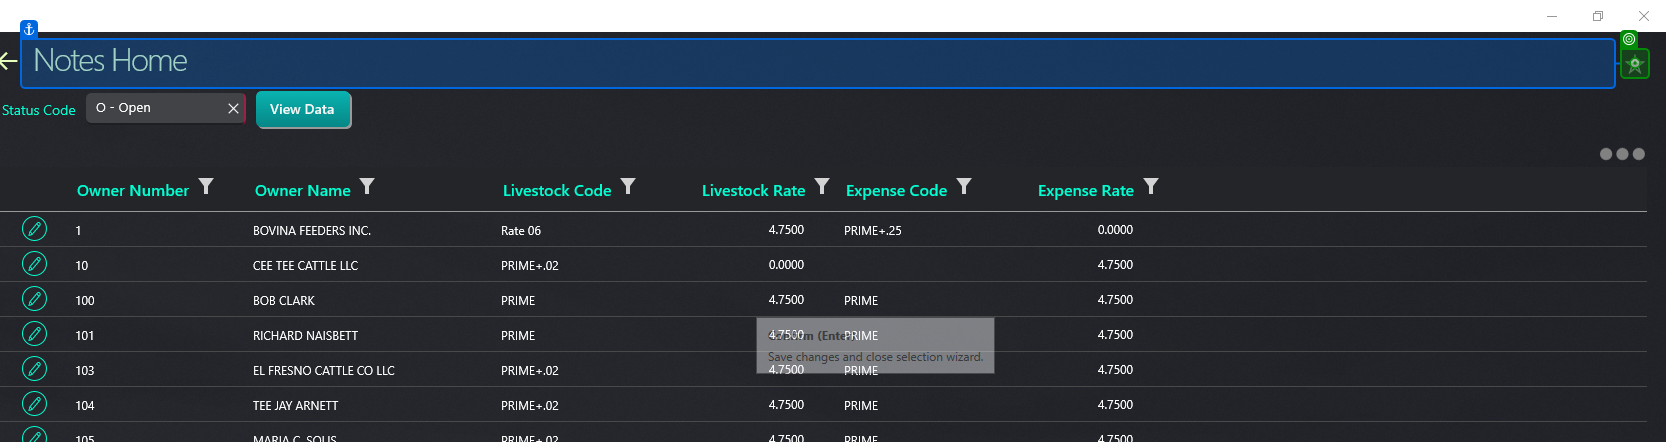 Notes Home
Status Code O - Open View Data
Owner Number Owner Name Livestock Code Livestock Rate Expense Code Expense Rate
1 BOVINA FEEDERS INC. Rate 06 4.7500 PRIME+.25 0.0000
10 CEE TEE CATTLE LLC PRIME+.02 0.0000 4.7500
100 BOB CLARK PRIME 4.7500 PRIME 4.7500
101 RICHARD NAISBETT PRIME 4.7500 PRIME 4.7500
Save changes and close selection wizard.
103 EL FRESNO CATTLE CO LLC PRIME+.02 4.7500 PRIME 4.7500
104 TEE JAY ARNETT PRIME+.02 4.7500 PRIME 4.7500
105 MARIA C. SOLIS PRIME+.02 4.7500 PRIME 4.7500